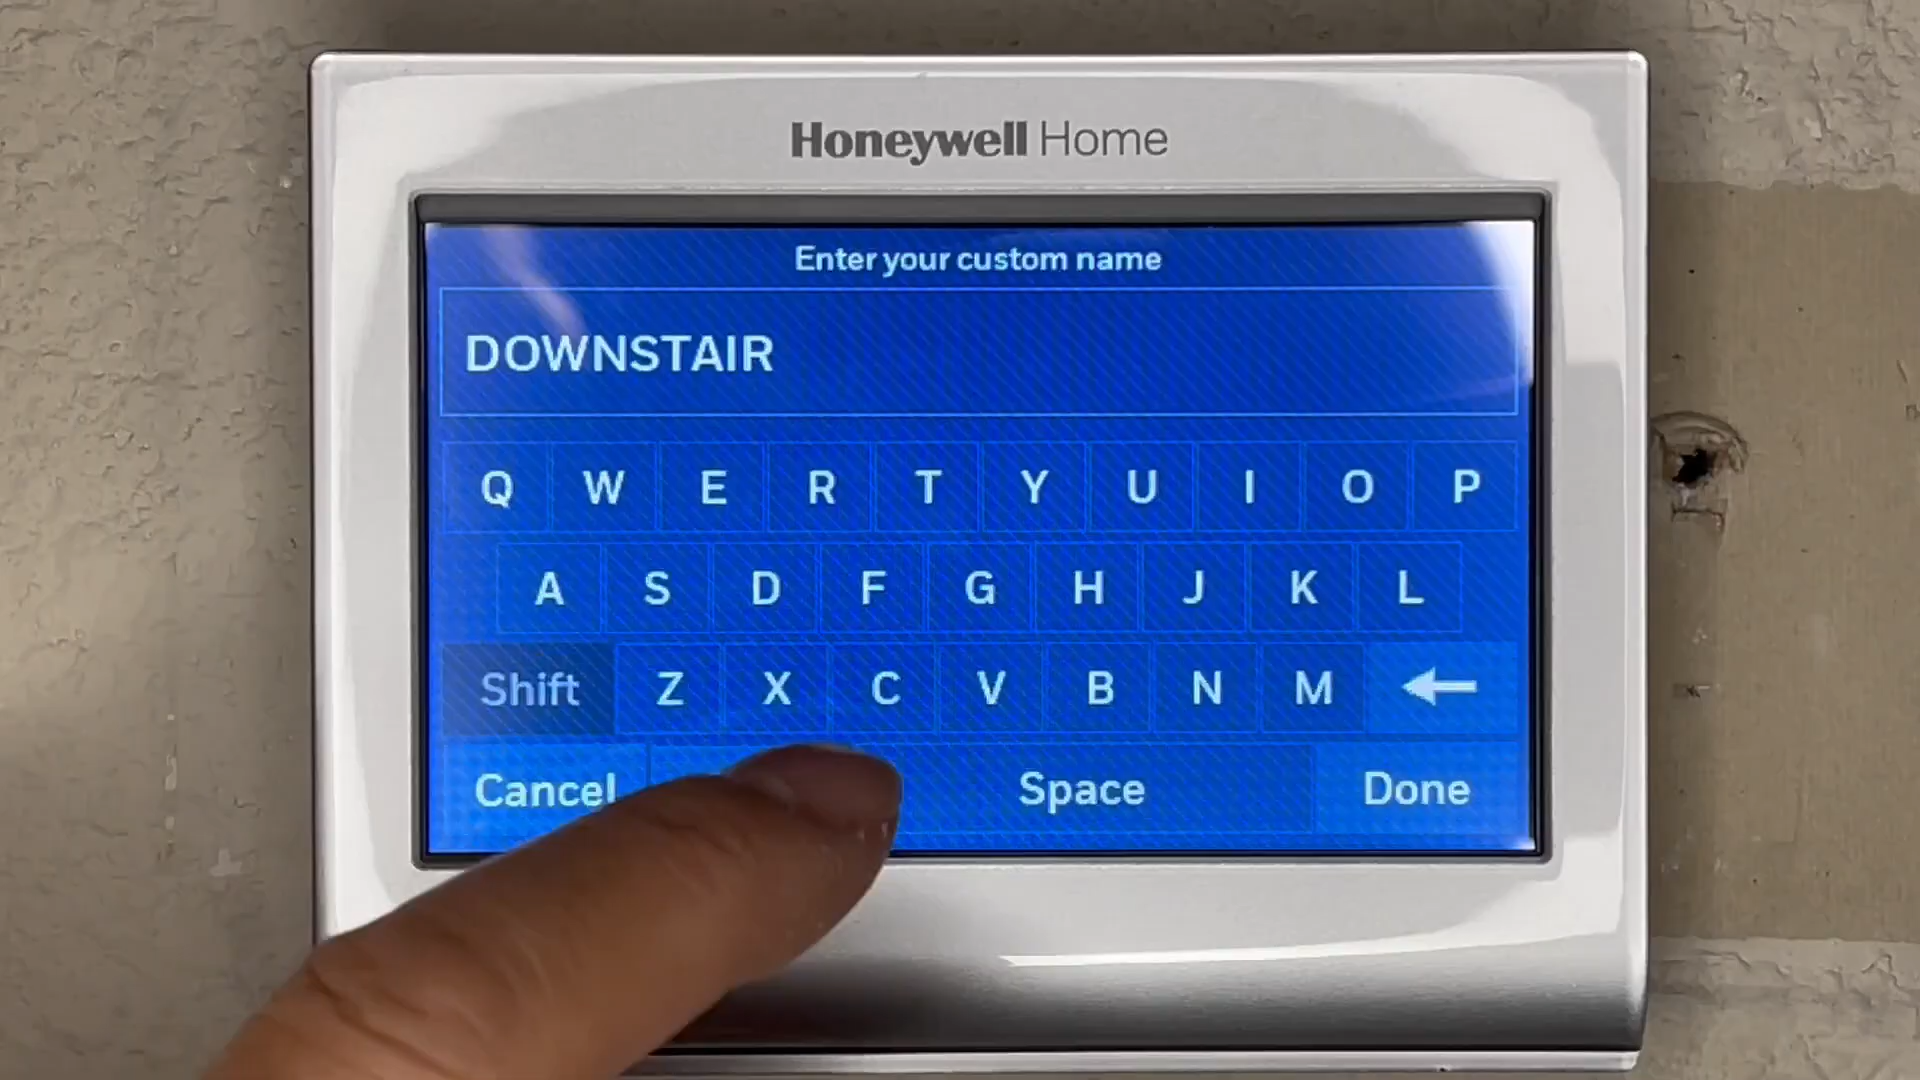 Honeywell Home
Enter your custom name
DOWNSTAIR
Q W E R T Y U I O P
A S D F G H J K L
Shift Z X C V B N M ←
Cancel Space Done